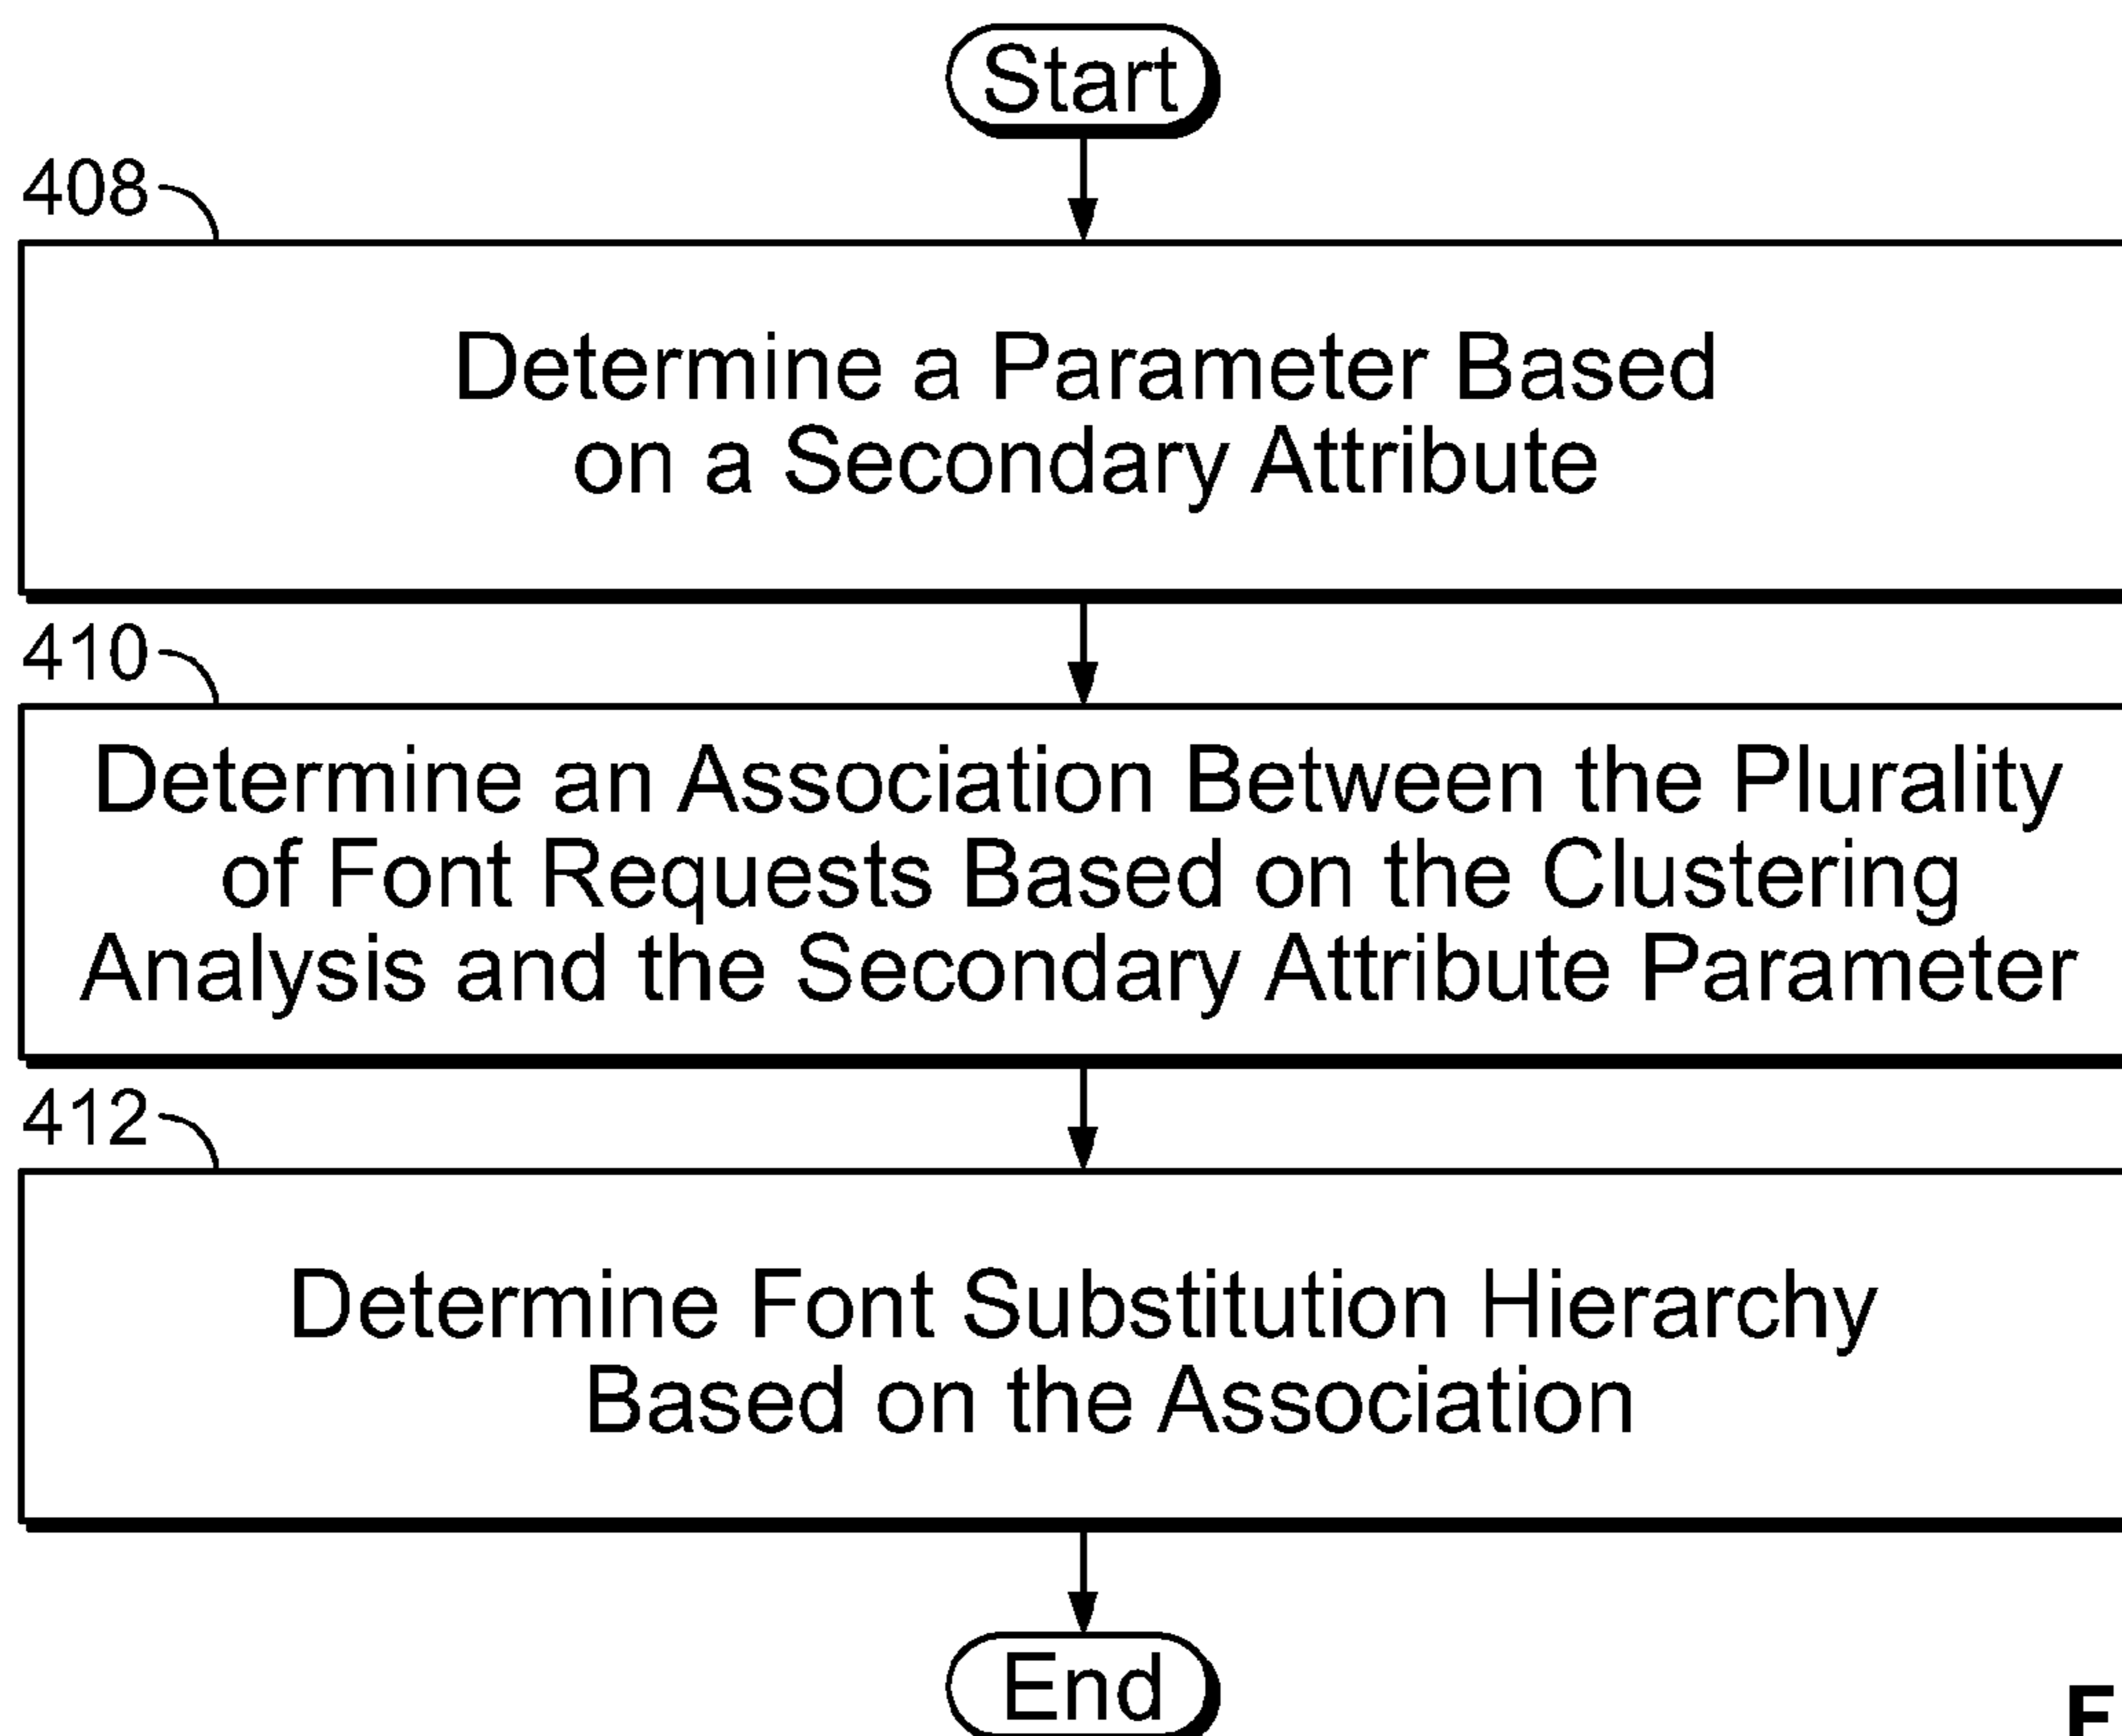 Start
408
Determine a Parameter Based
on a Secondary Attribute
410
Determine an Association Between the Plurality
of Font Requests Based on the Clustering
Analysis and the Secondary Attribute Parameter
412
Determine Font Substitution Hierarchy
Based on the Association
End